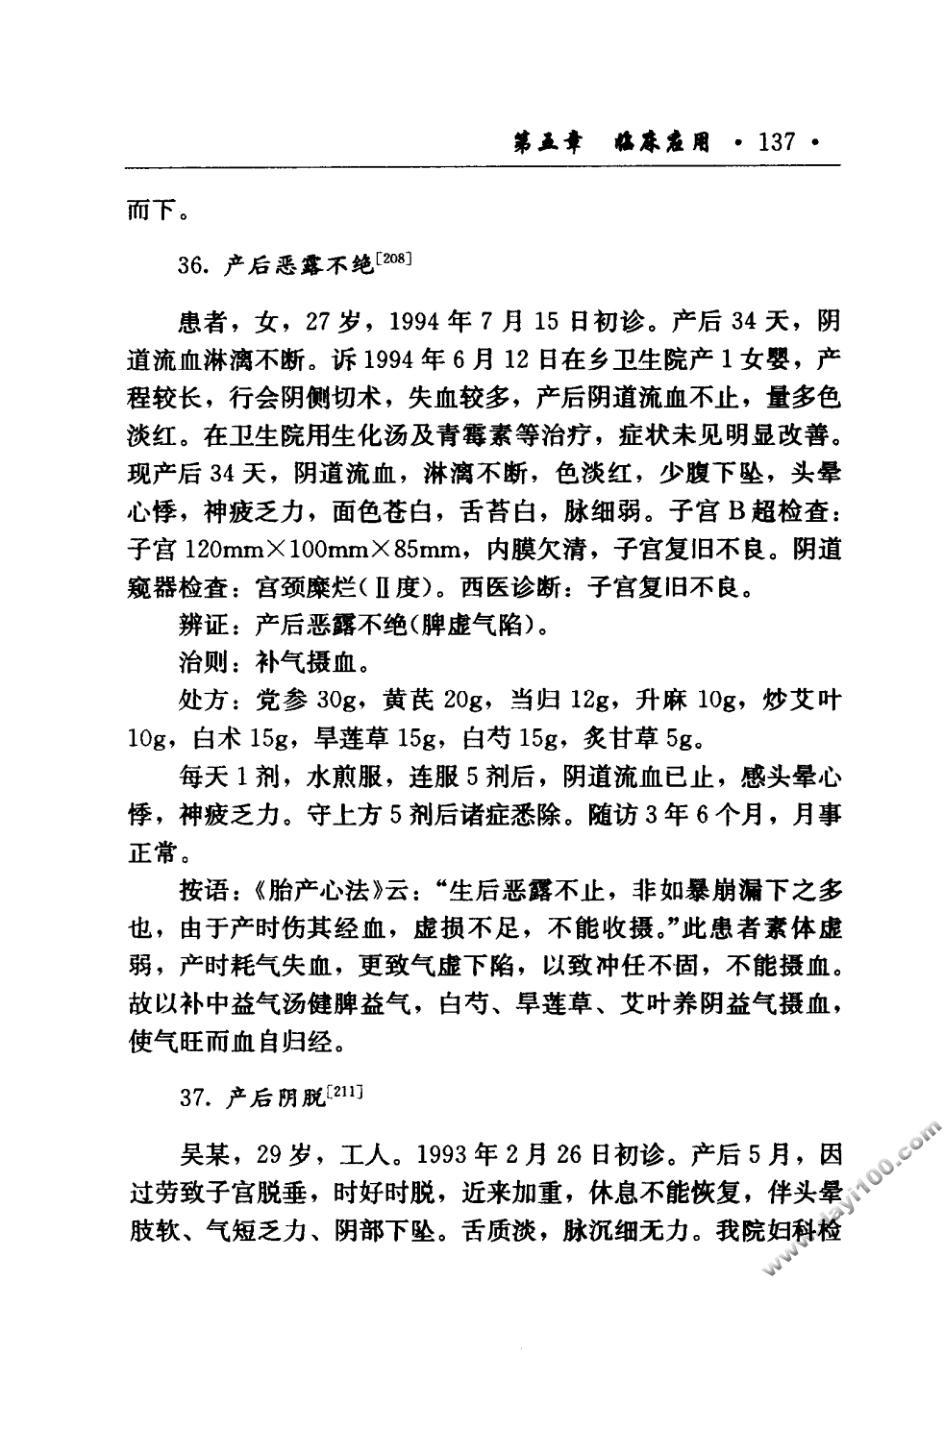 第五章 临床应用 · 137 ·
而下。
36. 产后恶露不绝[208]
患者，女，27 岁，1994 年 7 月 15 日初诊。产后 34 天，阴
道流血淋漓不断。诉 1994 年 6 月 12 日在乡卫生院产 1 女婴，产
程较长，行会阴侧切术，失血较多，产后阴道流血不止，量多色
淡红。在卫生院用生化汤及青霉素等治疗，症状未见明显改善。
现产后 34 天，阴道流血，淋漓不断，色淡红，少腹下坠，头晕
心悸，神疲乏力，面色苍白，舌苔白，脉细弱。子宫 B 超检查：
子宫 120mm×100mm×85mm，内膜欠清，子宫复旧不良。阴道
窥器检查：宫颈糜烂(Ⅱ度)。西医诊断：子宫复旧不良。
辨证：产后恶露不绝(脾虚气陷)。
治则：补气摄血。
处方：党参 30g，黄芪 20g，当归 12g，升麻 10g，炒艾叶
10g，白术 15g，旱莲草 15g，白芍 15g，炙甘草 5g。
每天 1 剂，水煎服，连服 5 剂后，阴道流血已止，感头晕心
悸，神疲乏力。守上方 5 剂后诸症悉除。随访 3 年 6 个月，月事
正常。
按语：《胎产心法》云：“生后恶露不止，非如暴崩漏下之多
也，由于产时伤其经血，虚损不足，不能收摄。”此患者素体虚
弱，产时耗气失血，更致气虚下陷，以致冲任不固，不能摄血。
故以补中益气汤健脾益气，白芍、旱莲草、艾叶养阴益气摄血，
使气旺而血自归经。
37. 产后阴脱[211]
吴某，29 岁，工人。1993 年 2 月 26 日初诊。产后 5 月，因
过劳致子宫脱垂，时好时脱，近来加重，休息不能恢复，伴头晕
肢软、气短乏力、阴部下坠。舌质淡，脉沉细无力。我院妇科检
www.dayi100.com